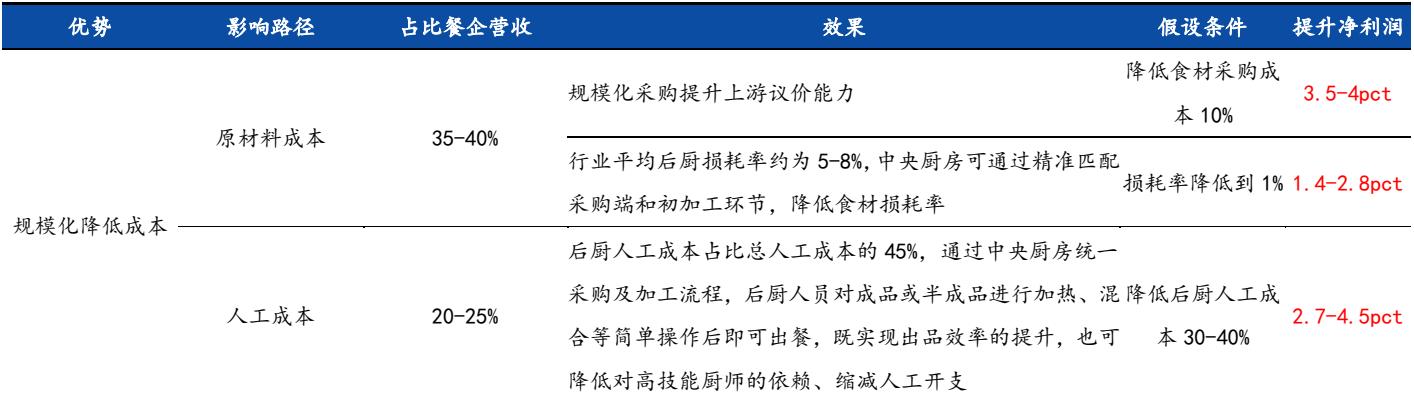 优势 影响路径 占比餐企营收 效果 假设条件 提升净利润
规模化降低成本
原材料成本
35-40%
规模化采购提升上游议价能力
降低食材采购成
本 10%
3.5-4pct
行业平均后厨损耗率约为 5-8%,中央厨房可通过精准匹配
采购端和初加工环节，降低食材损耗率
损耗率降低到 1%
1.4-2.8pct
人工成本
20-25%
后厨人工成本占比总人工成本的 45%，通过中央厨房统一
采购及加工流程，后厨人员对成品或半成品进行加热、混
合等简单操作后即可出餐，既实现出品效率的提升，也可
降低对高技能厨师的依赖、缩减人工开支
降低后厨人工成
本 30-40%
2.7-4.5pct